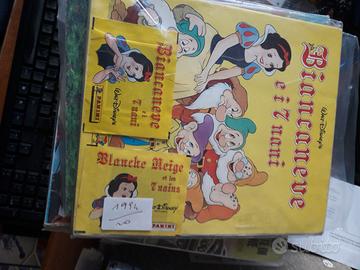 Walt Disney
Biancaneve
e i 7 nani
PANINI
Walt Disney
Biancaneve
e i 7 nani
Blanche Neige
et les
7 nains
Walt Disney
PANINI
1994
subito